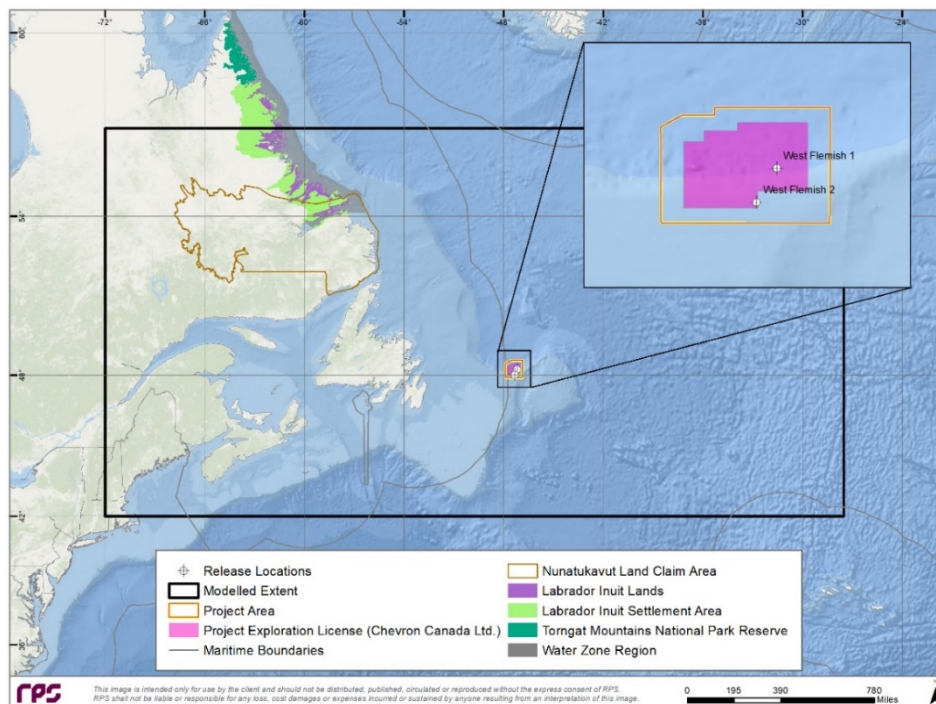 -72 -66 -60 -54 -48 -42 -36 -30 -24
60
54
48
42
36
West Flemish 1
West Flemish 2
Release Locations
Modelled Extent
Project Area
Project Exploration License (Chevron Canada Ltd.)
Maritime Boundaries
Nunatukavut Land Claim Area
Labrador Inuit Lands
Labrador Inuit Settlement Area
Torngat Mountains National Park Reserve
Water Zone Region
RPS
This image is intended only for use by the client and should not be distributed, published, circulated or reproduced without the express consent of RPS.
RPS shall not be liable or responsible for any loss, cost damages or expenses incurred or sustained by anyone resulting from an interpretation of this image.
0 195 390 780
Miles